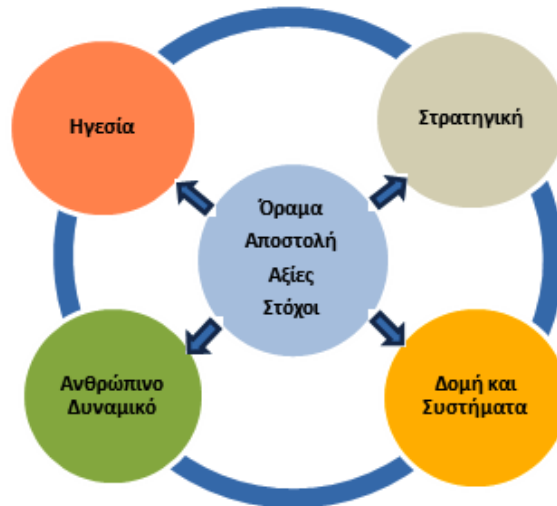 Ηγεσία
Στρατηγική
Όραμα
Αποστολή
Αξίες
Στόχοι
Ανθρώπινο
Δυναμικό
Δομή και
Συστήματα